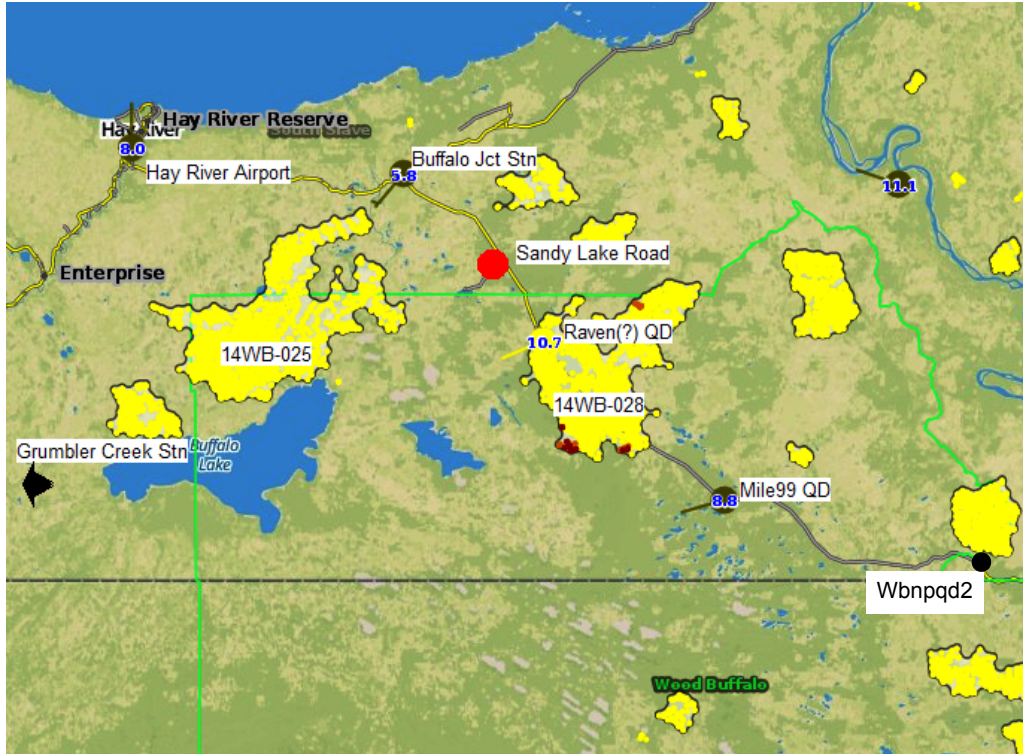 Hay River Reserve
Hay River
South Slave
8.0
Hay River Airport
Buffalo Jct Stn
5.8
11.1
Sandy Lake Road
Enterprise
Raven(?) QD
10.7
14WB-025
14WB-028
Grumbler Creek Stn
Buffalo
Lake
Mile99 QD
8.8
Wbnpqd2
Wood Buffalo